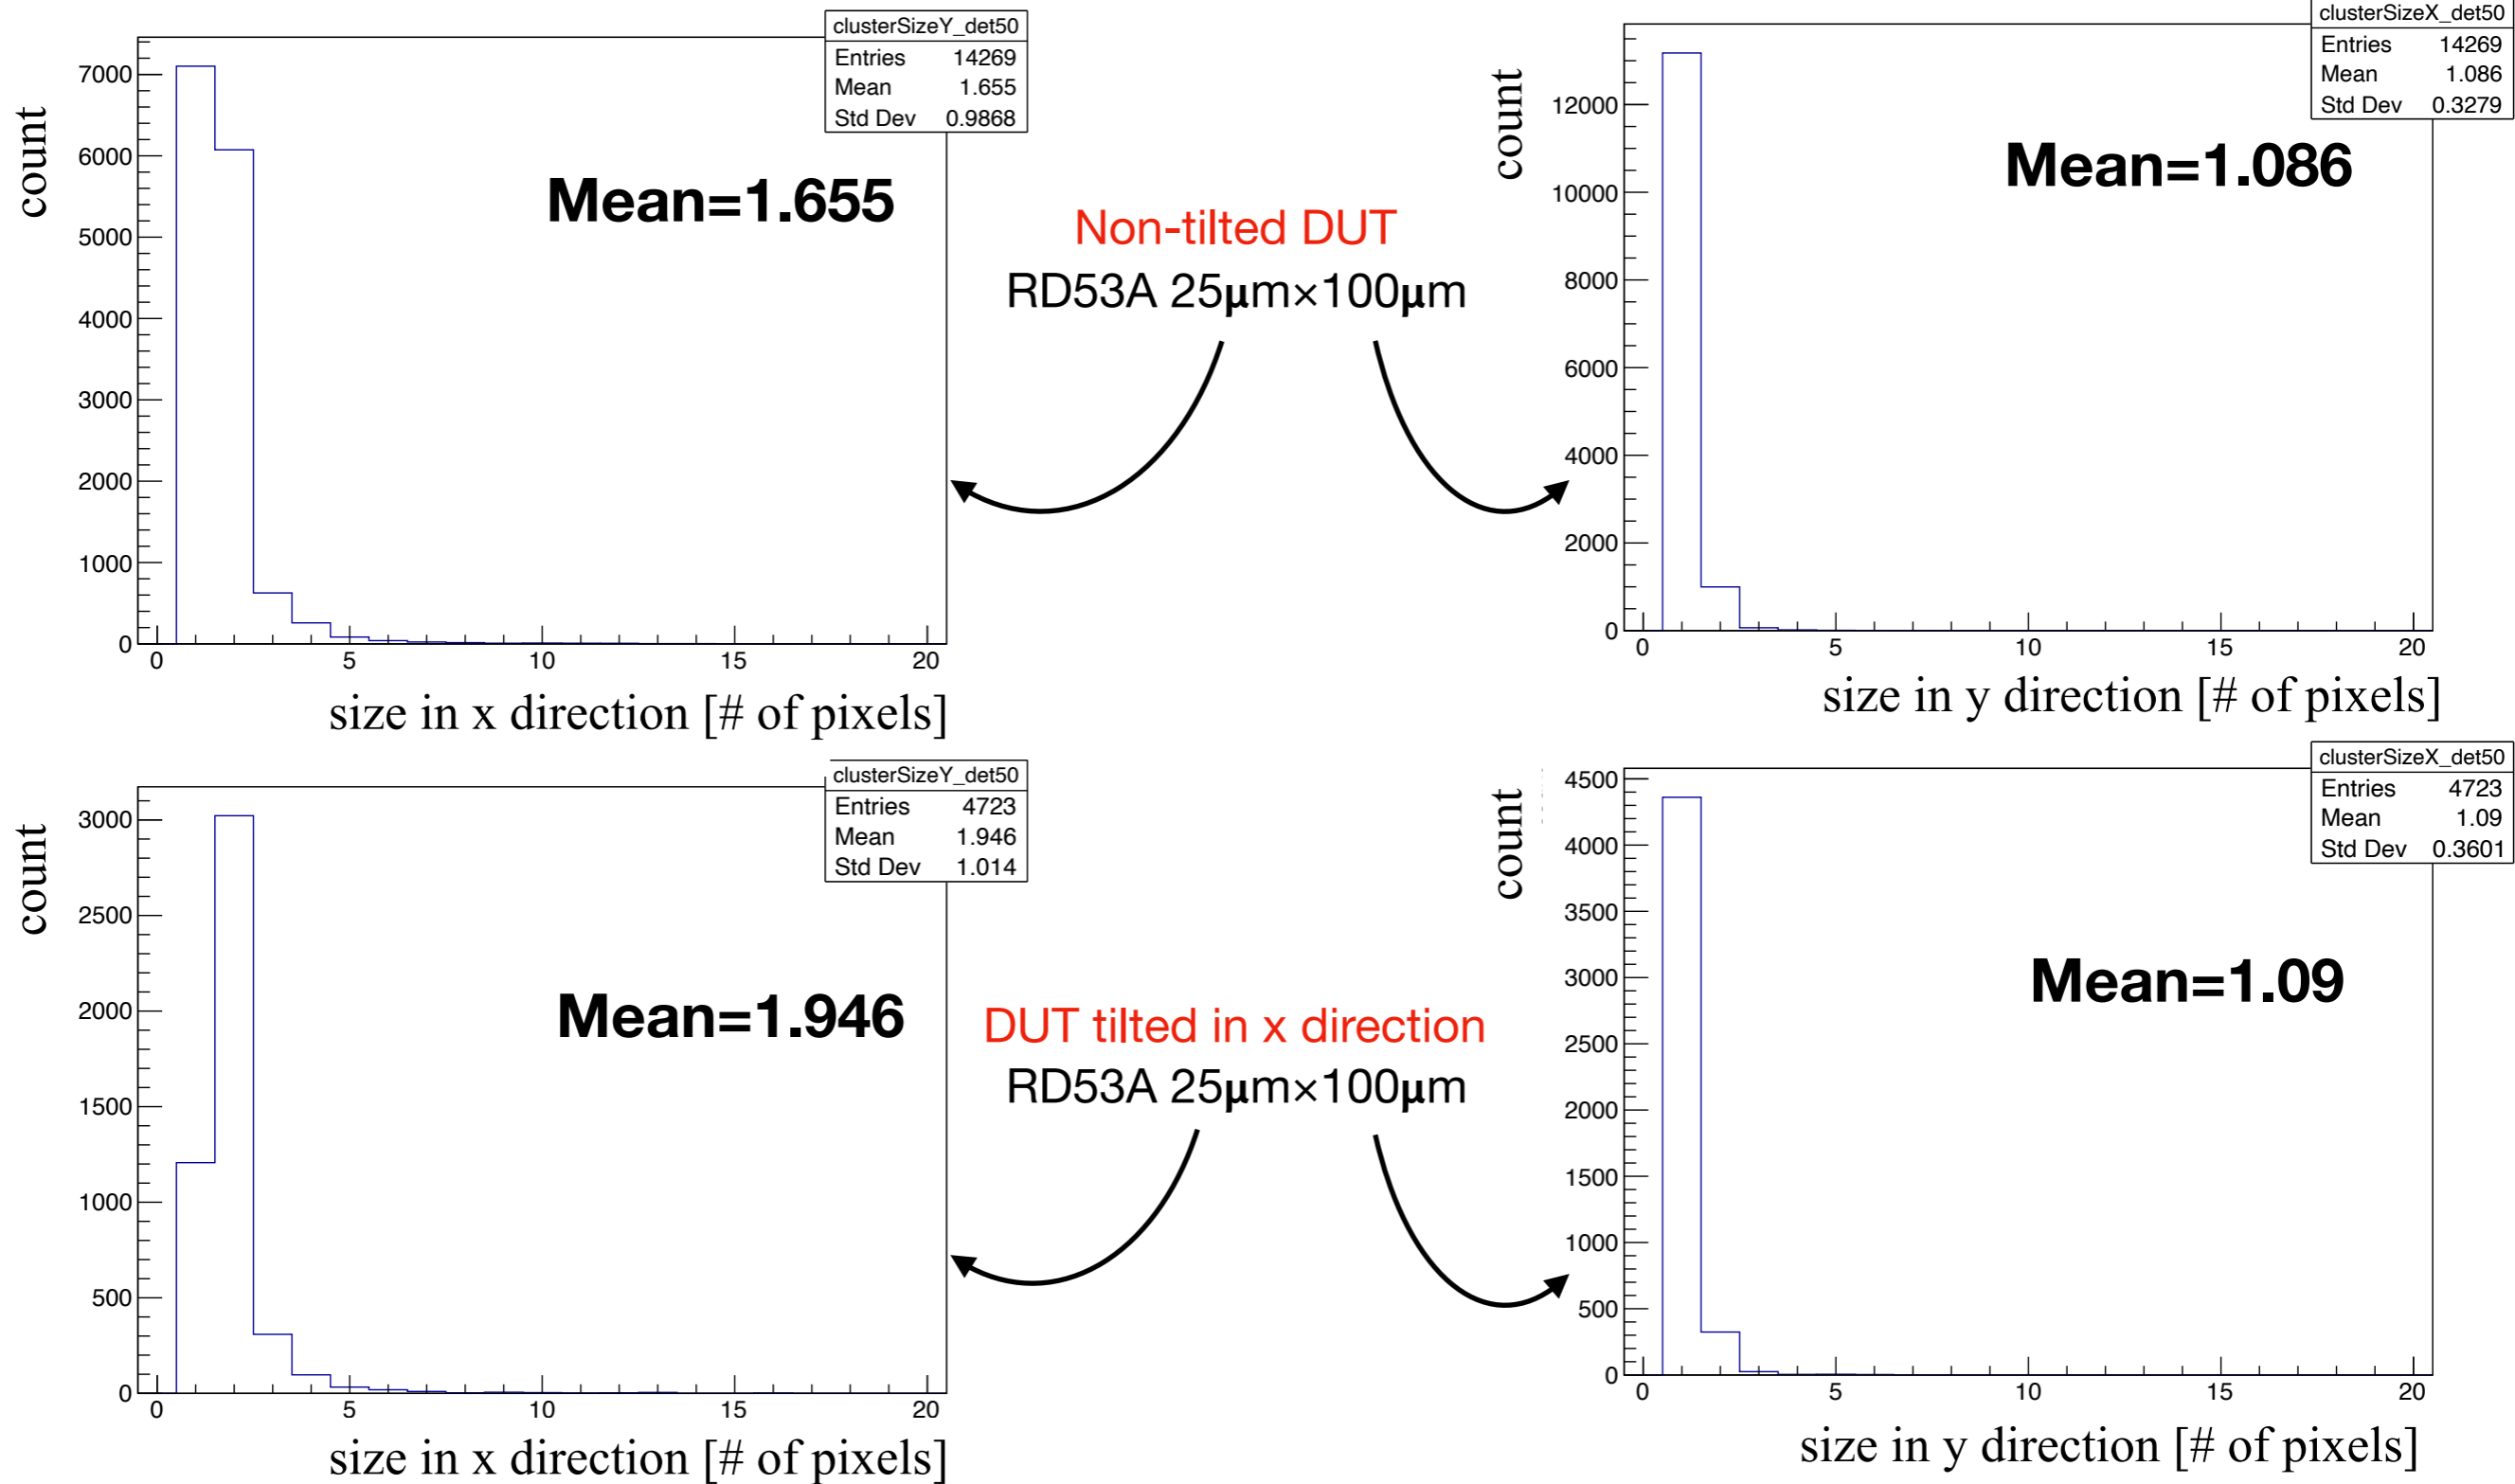 clusterSizeY_det50
Entries 14269
Mean 1.655
Std Dev 0.9868
count
7000
6000
5000
4000
3000
2000
1000
0
0 5 10 15 20
size in x direction [# of pixels]
Mean=1.655
Non-tilted DUT
RD53A 25μm×100μm
clusterSizeX_det50
Entries 14269
Mean 1.086
Std Dev 0.3279
count
12000
10000
8000
6000
4000
2000
0
0 5 10 15 20
size in y direction [# of pixels]
Mean=1.086
clusterSizeY_det50
Entries 4723
Mean 1.946
Std Dev 1.014
count
3000
2500
2000
1500
1000
500
0
0 5 10 15 20
size in x direction [# of pixels]
Mean=1.946
DUT tilted in x direction
RD53A 25μm×100μm
clusterSizeX_det50
Entries 4723
Mean 1.09
Std Dev 0.3601
count
4500
4000
3500
3000
2500
2000
1500
1000
500
0
0 5 10 15 20
size in y direction [# of pixels]
Mean=1.09